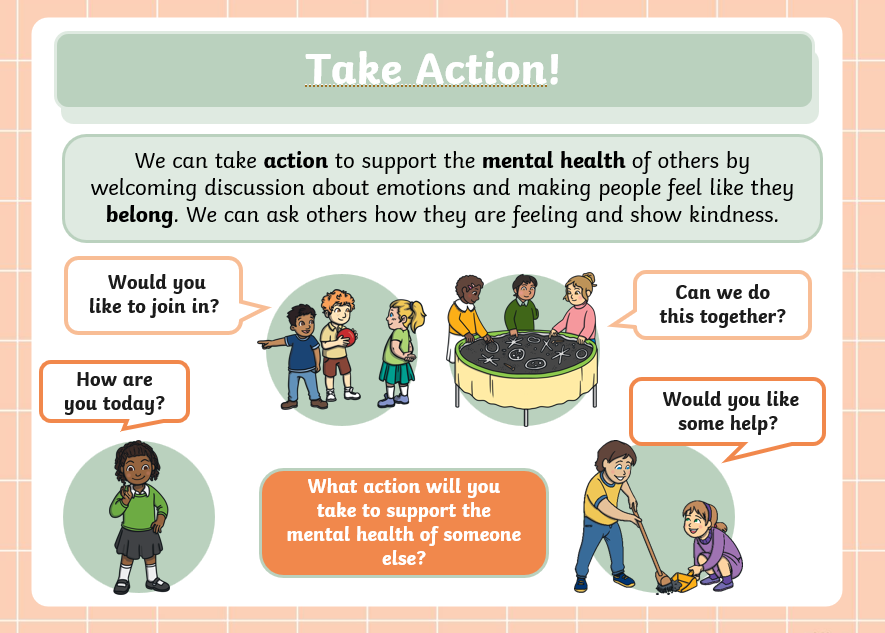 Take Action!
We can take action to support the mental health of others by
welcoming discussion about emotions and making people feel like they
belong. We can ask others how they are feeling and show kindness.
Would you
like to join in?
Can we do
this together?
How are
you today?
Would you like
some help?
What action will you
take to support the
mental health of someone
else?